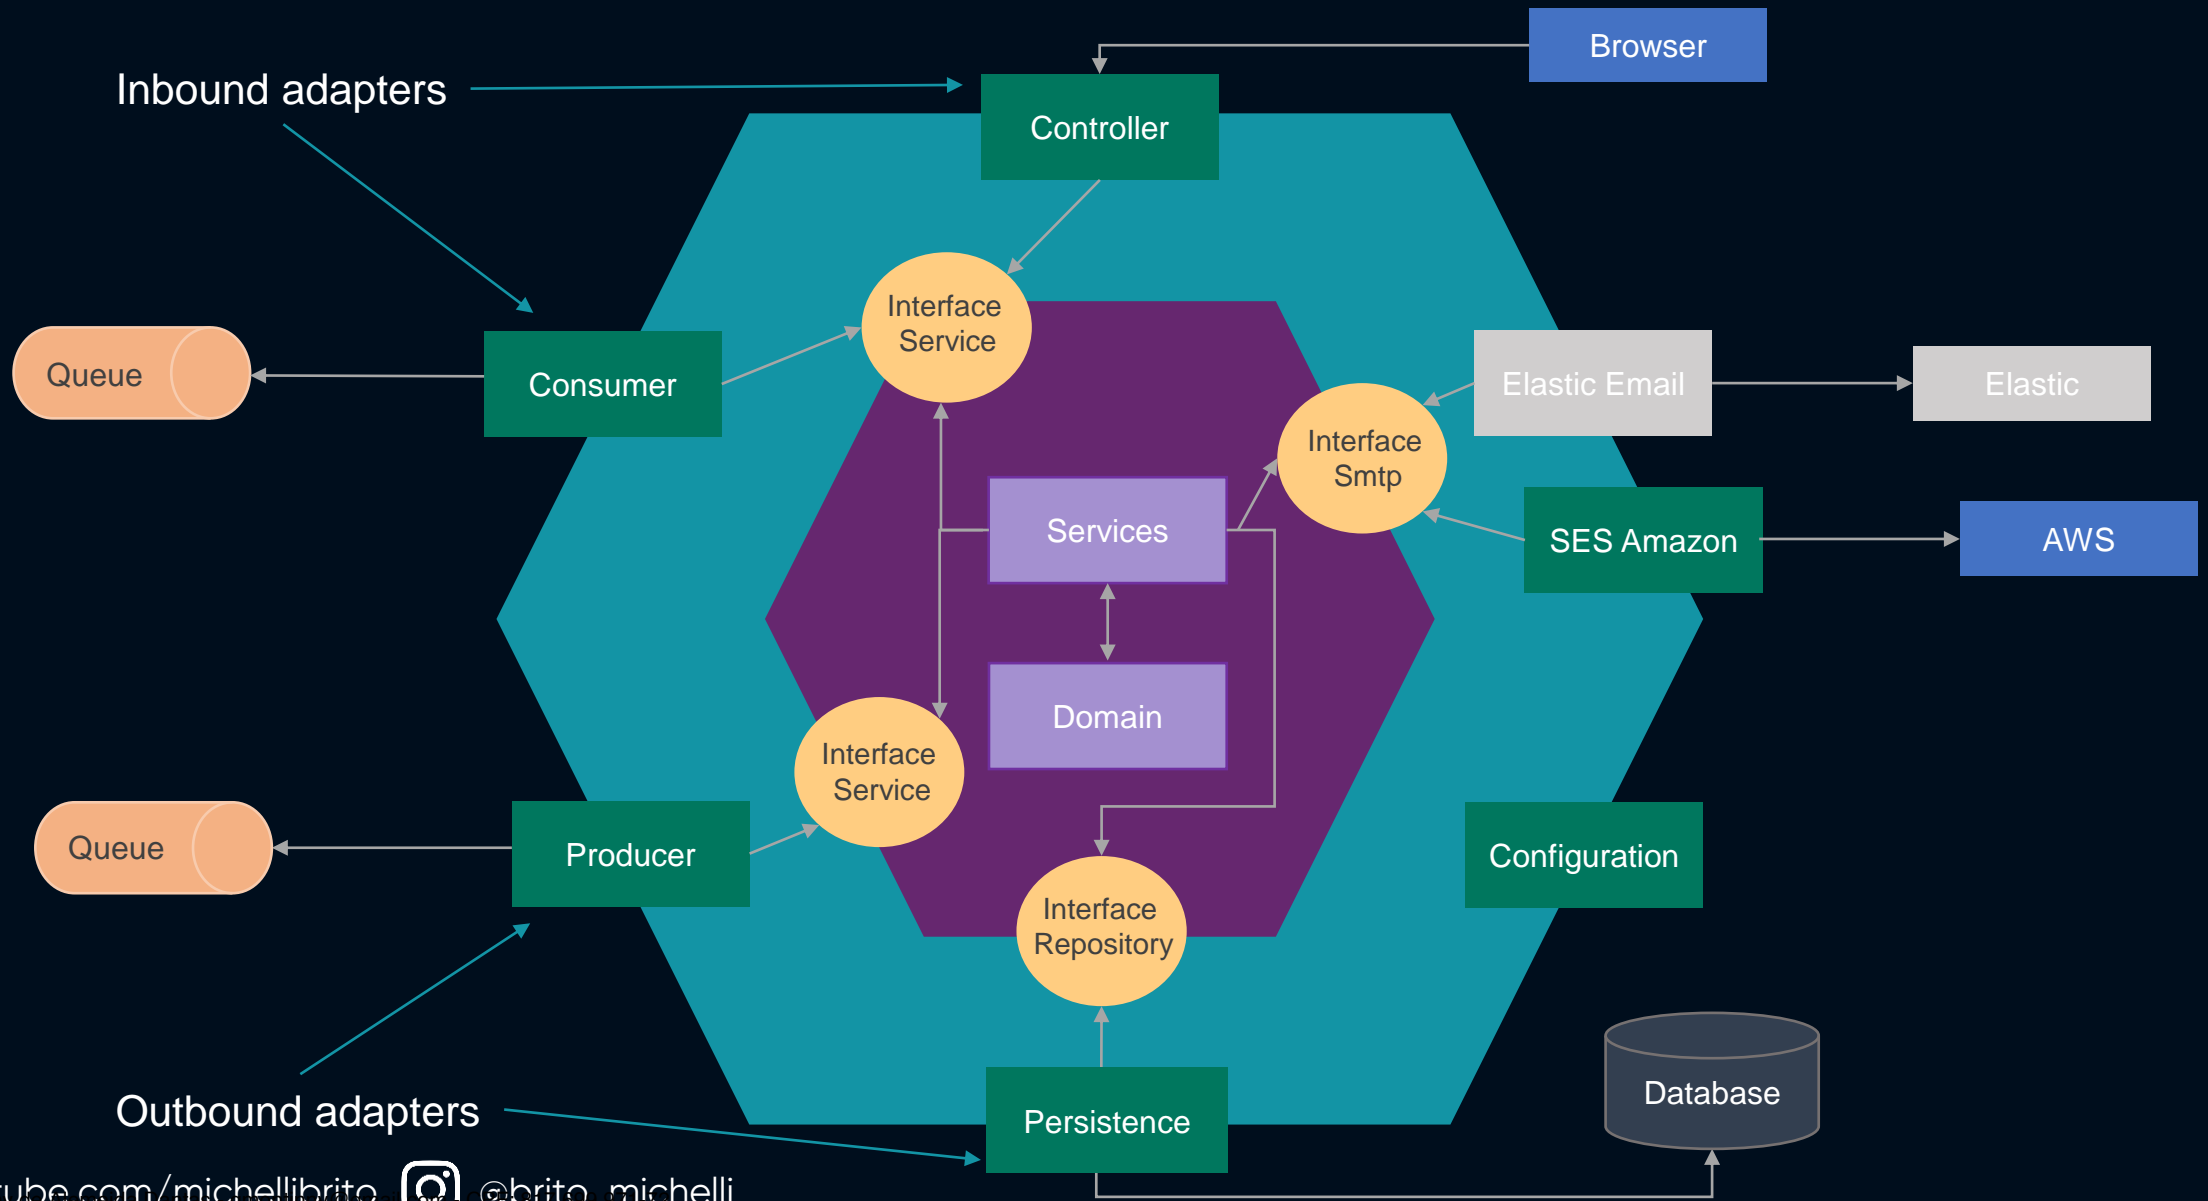 Browser
Inbound adapters
Controller
Interface
Service
Queue
Consumer
Elastic Email
Elastic
Interface
Smtp
Services
SES Amazon
AWS
Domain
Interface
Service
Queue
Producer
Configuration
Interface
Repository
Database
Outbound adapters
Persistence
ube.com/michellibrito
@brito_michelli